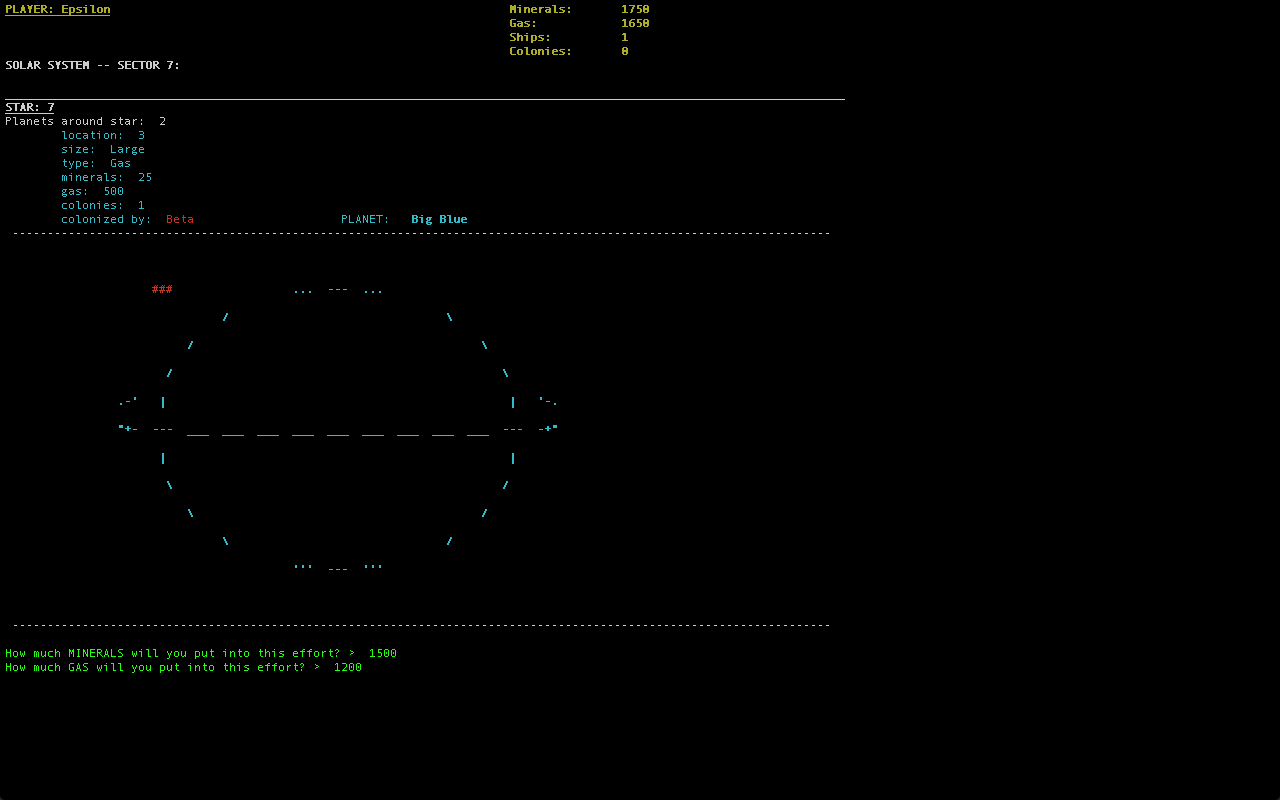 PLAYER: Epsilon Minerals: 1750
Gas: 1650
Ships: 1
Colonies: 0
SOLAR SYSTEM -- SECTOR 7:
STAR: 7
Planets around star: 2
location: 3
size: Large
type: Gas
minerals: 25
gas: 500
colonies: 1
colonized by: Beta PLANET: Big Blue
###
How much MINERALS will you put into this effort? > 1500
How much GAS will you put into this effort? > 1200